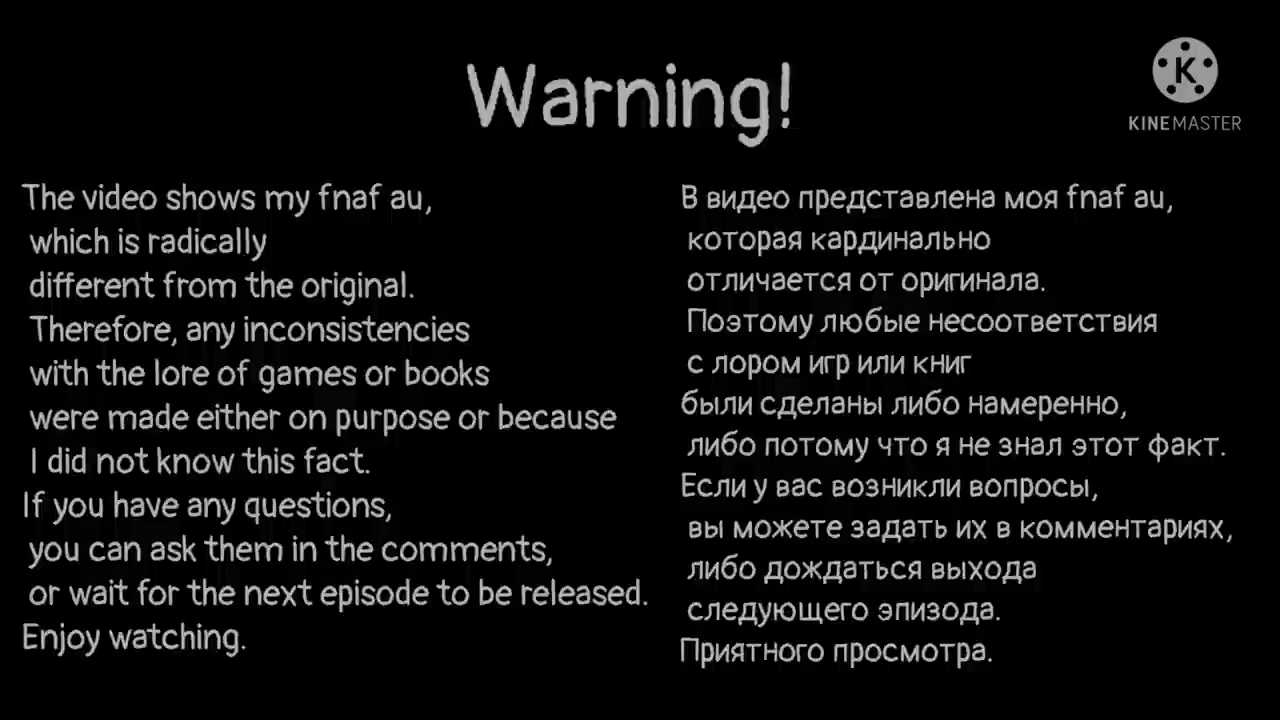 Warning!
KINEMASTER
The video shows my fnaf au,
which is radically
different from the original.
Therefore, any inconsistencies
with the lore of games or books
were made either on purpose or because
I did not know this fact.
If you have any questions,
you can ask them in the comments,
or wait for the next episode to be released.
Enjoy watching.
В видео представлена моя fnaf au,
которая кардинально
отличается от оригинала.
Поэтому любые несоответствия
с лором игр или книг
были сделаны либо намеренно,
либо потому что я не знал этот факт.
Если у вас возникли вопросы,
вы можете задать их в комментариях,
либо дождаться выхода
следующего эпизода.
Приятного просмотра.